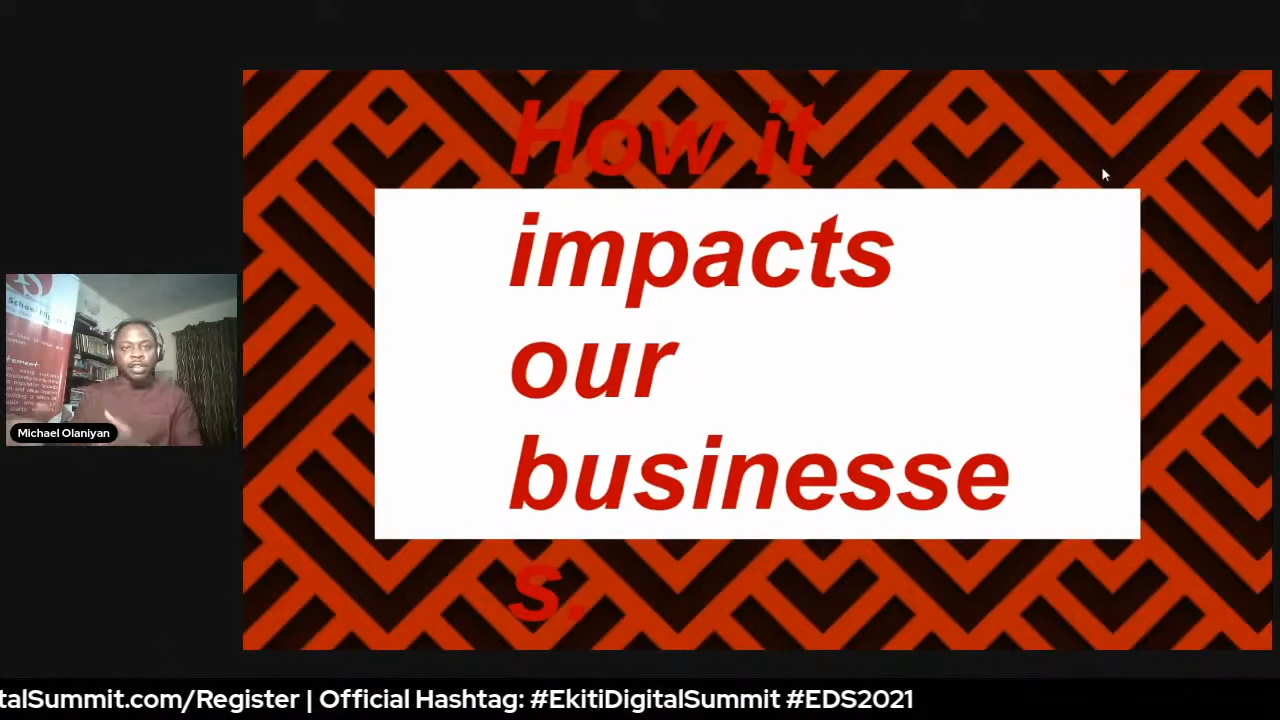 How it
impacts
our
businesse
s.
Michael Olaniyan
talSummit.com/Register | Official Hashtag: #EkitiDigitalSummit #EDS2021